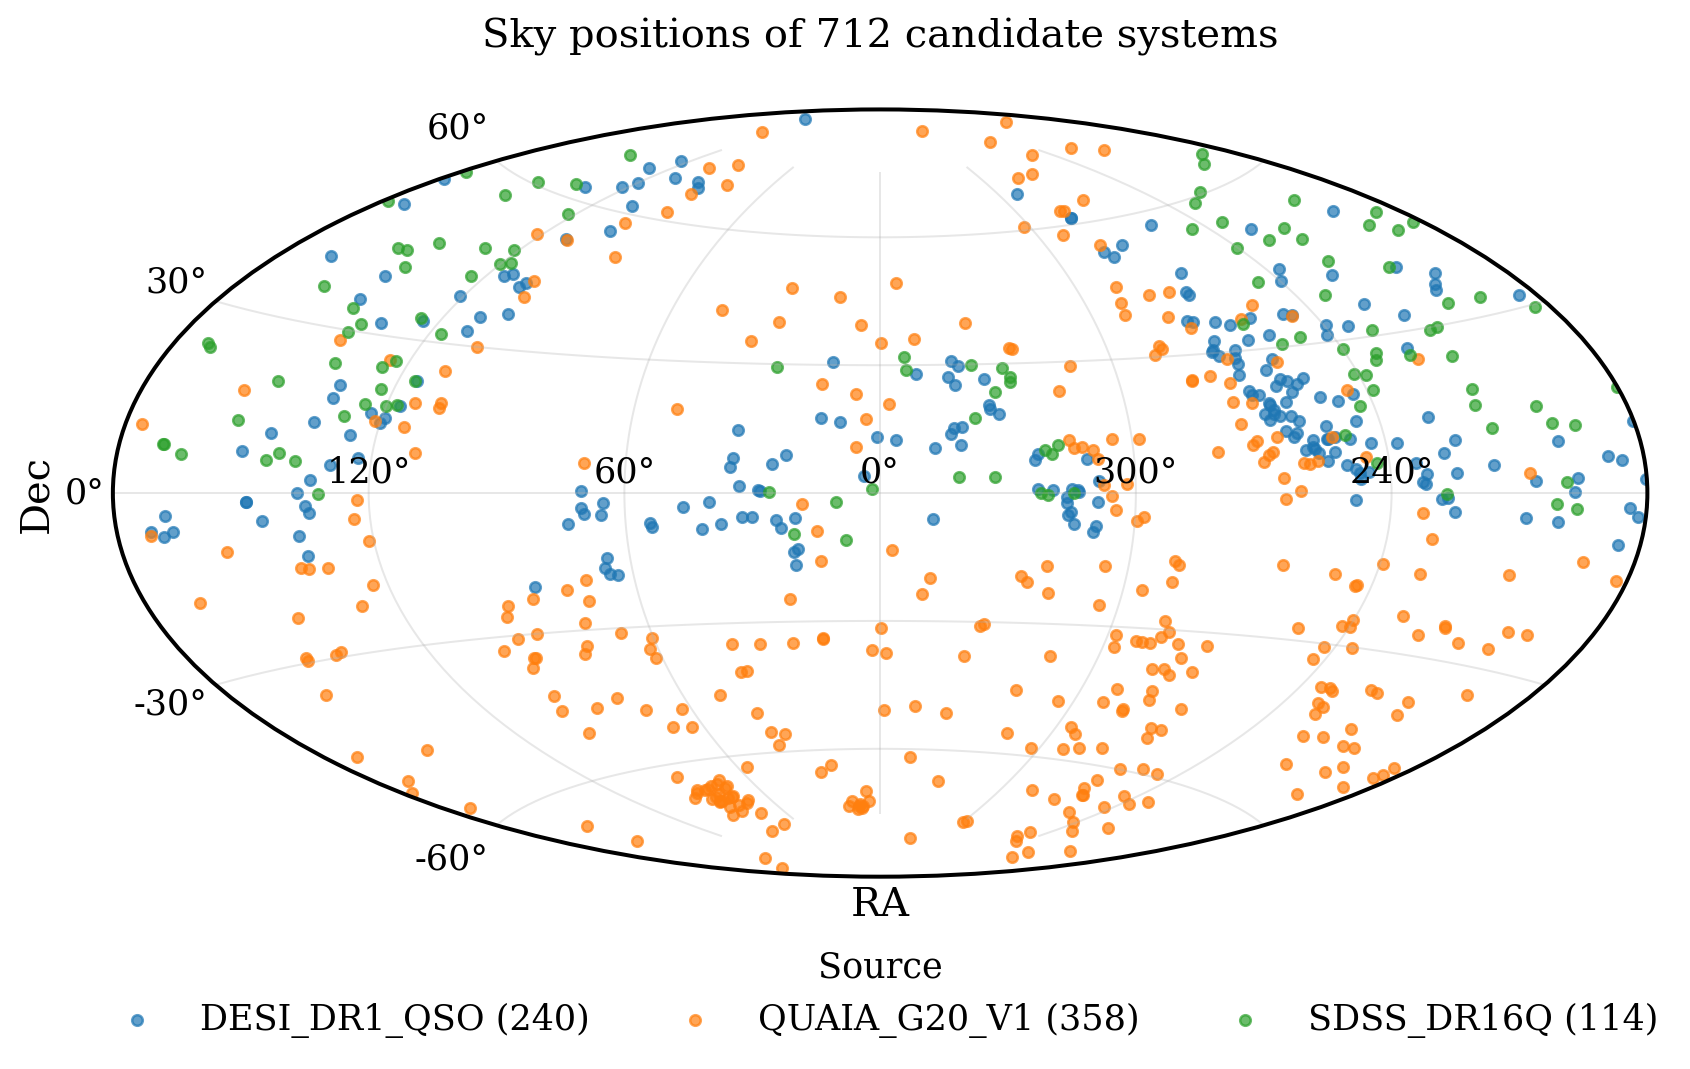 Sky positions of 712 candidate systems
60°
30°
Dec
0°
120°
60°
0°
300°
240°
-30°
-60°
RA
Source
DESI_DR1_QSO (240)
QUAIA_G20_V1 (358)
SDSS_DR16Q (114)